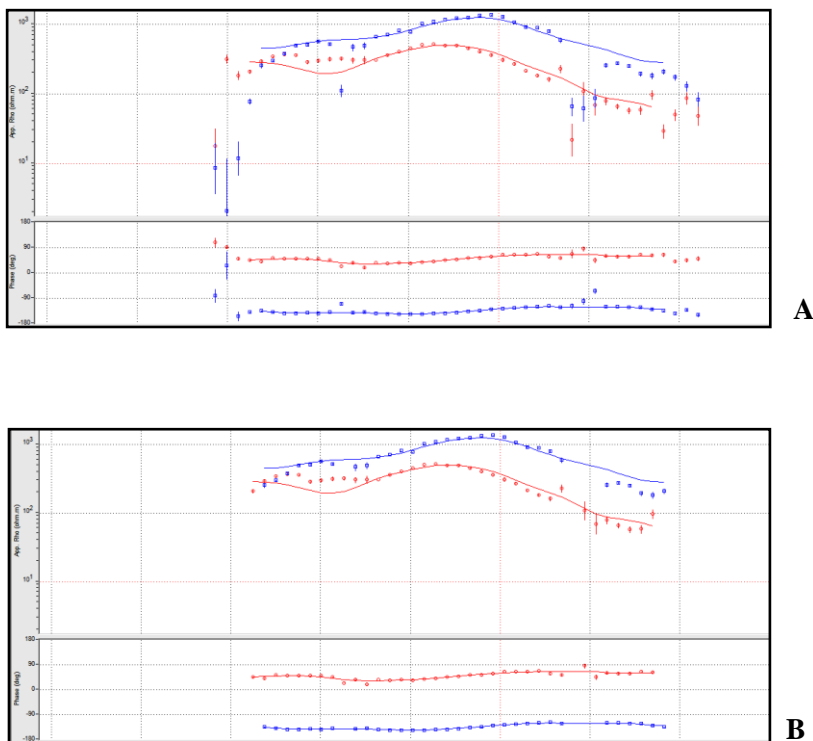 10³
App. Rho (ohm.m)
10²
10¹
180
90
0
-90
-180
Phase (deg)
A
10³
App. Rho (ohm.m)
10²
10¹
180
90
0
-90
-180
Phase (deg)
B